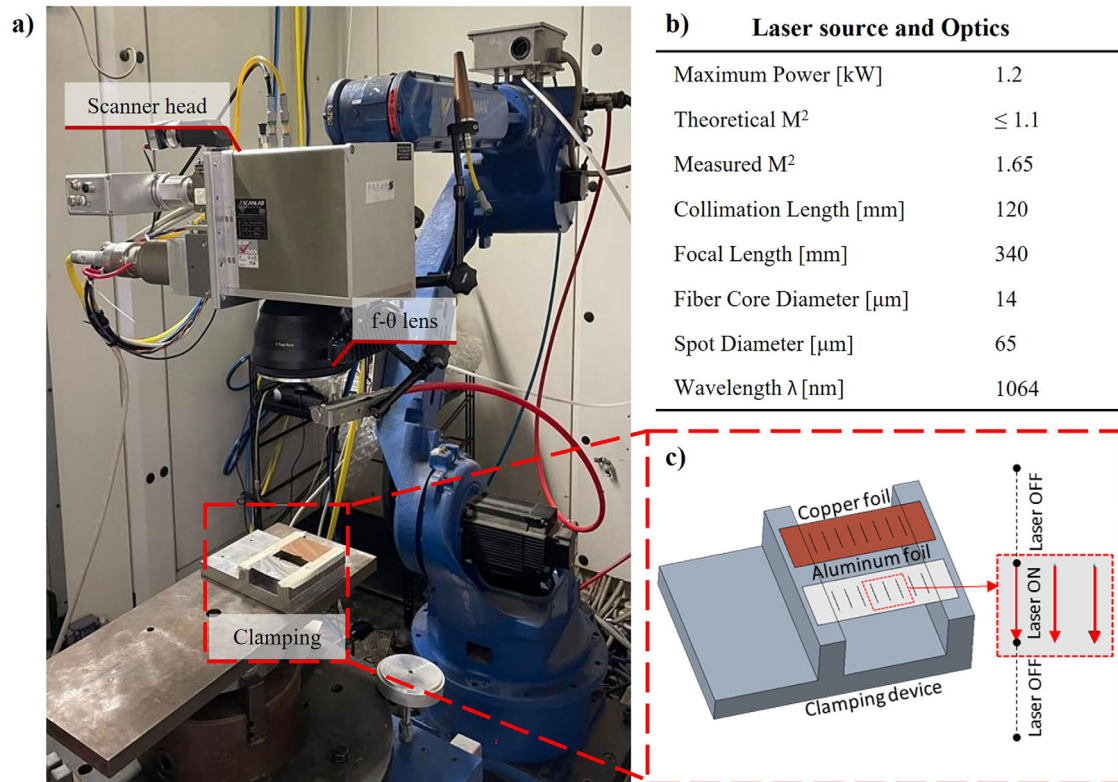 a)
Scanner head
SCANLAB
f-θ lens
Clamping
b)
Laser source and Optics
Maximum Power [kW] 1.2
Theoretical M² ≤ 1.1
Measured M² 1.65
Collimation Length [mm] 120
Focal Length [mm] 340
Fiber Core Diameter [μm] 14
Spot Diameter [μm] 65
Wavelength λ [nm] 1064
c)
Copper foil
Aluminum foil
Clamping device
Laser OFF
Laser ON
Laser OFF